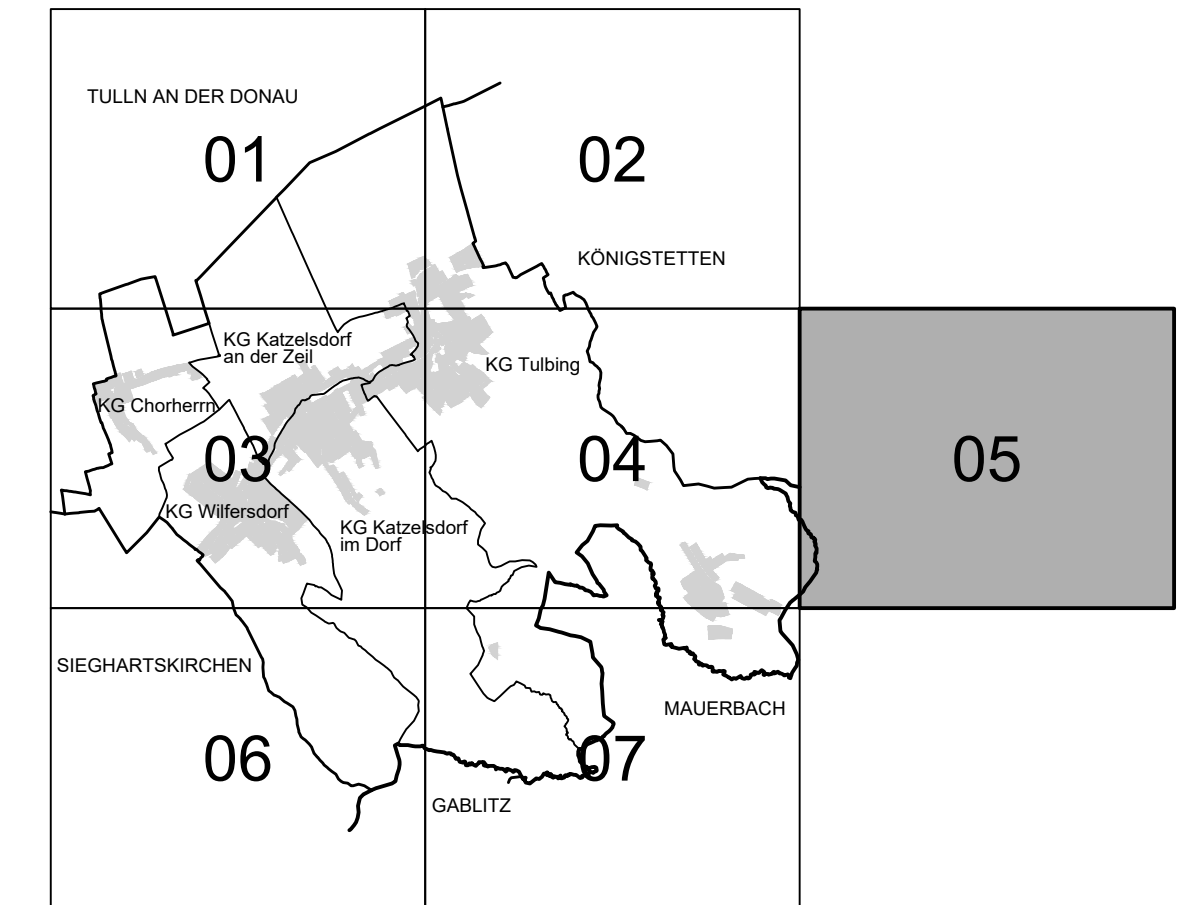 TULLN AN DER DONAU
01
02
KÖNIGSTETTEN
KG Katzelsdorf
an der Zeil
KG Tulbing
KG Chorherrn
03
04
05
KG Wilfersdorf
KG Katzelsdorf
im Dorf
SIEGHARTSKIRCHEN
MAUERBACH
06
07
GABLITZ